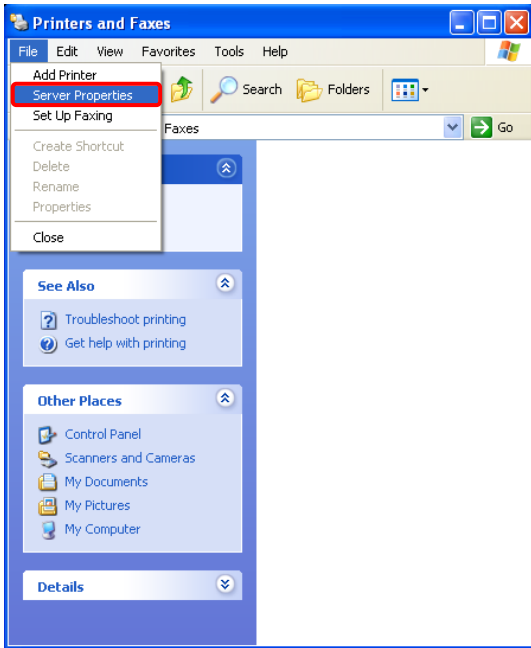 Printers and Faxes
File Edit View Favorites Tools Help
Add Printer
Server Properties
Set Up Faxing
Create Shortcut
Delete
Rename
Properties
Close
Search Folders
Faxes Go
See Also
Troubleshoot printing
Get help with printing
Other Places
Control Panel
Scanners and Cameras
My Documents
My Pictures
My Computer
Details